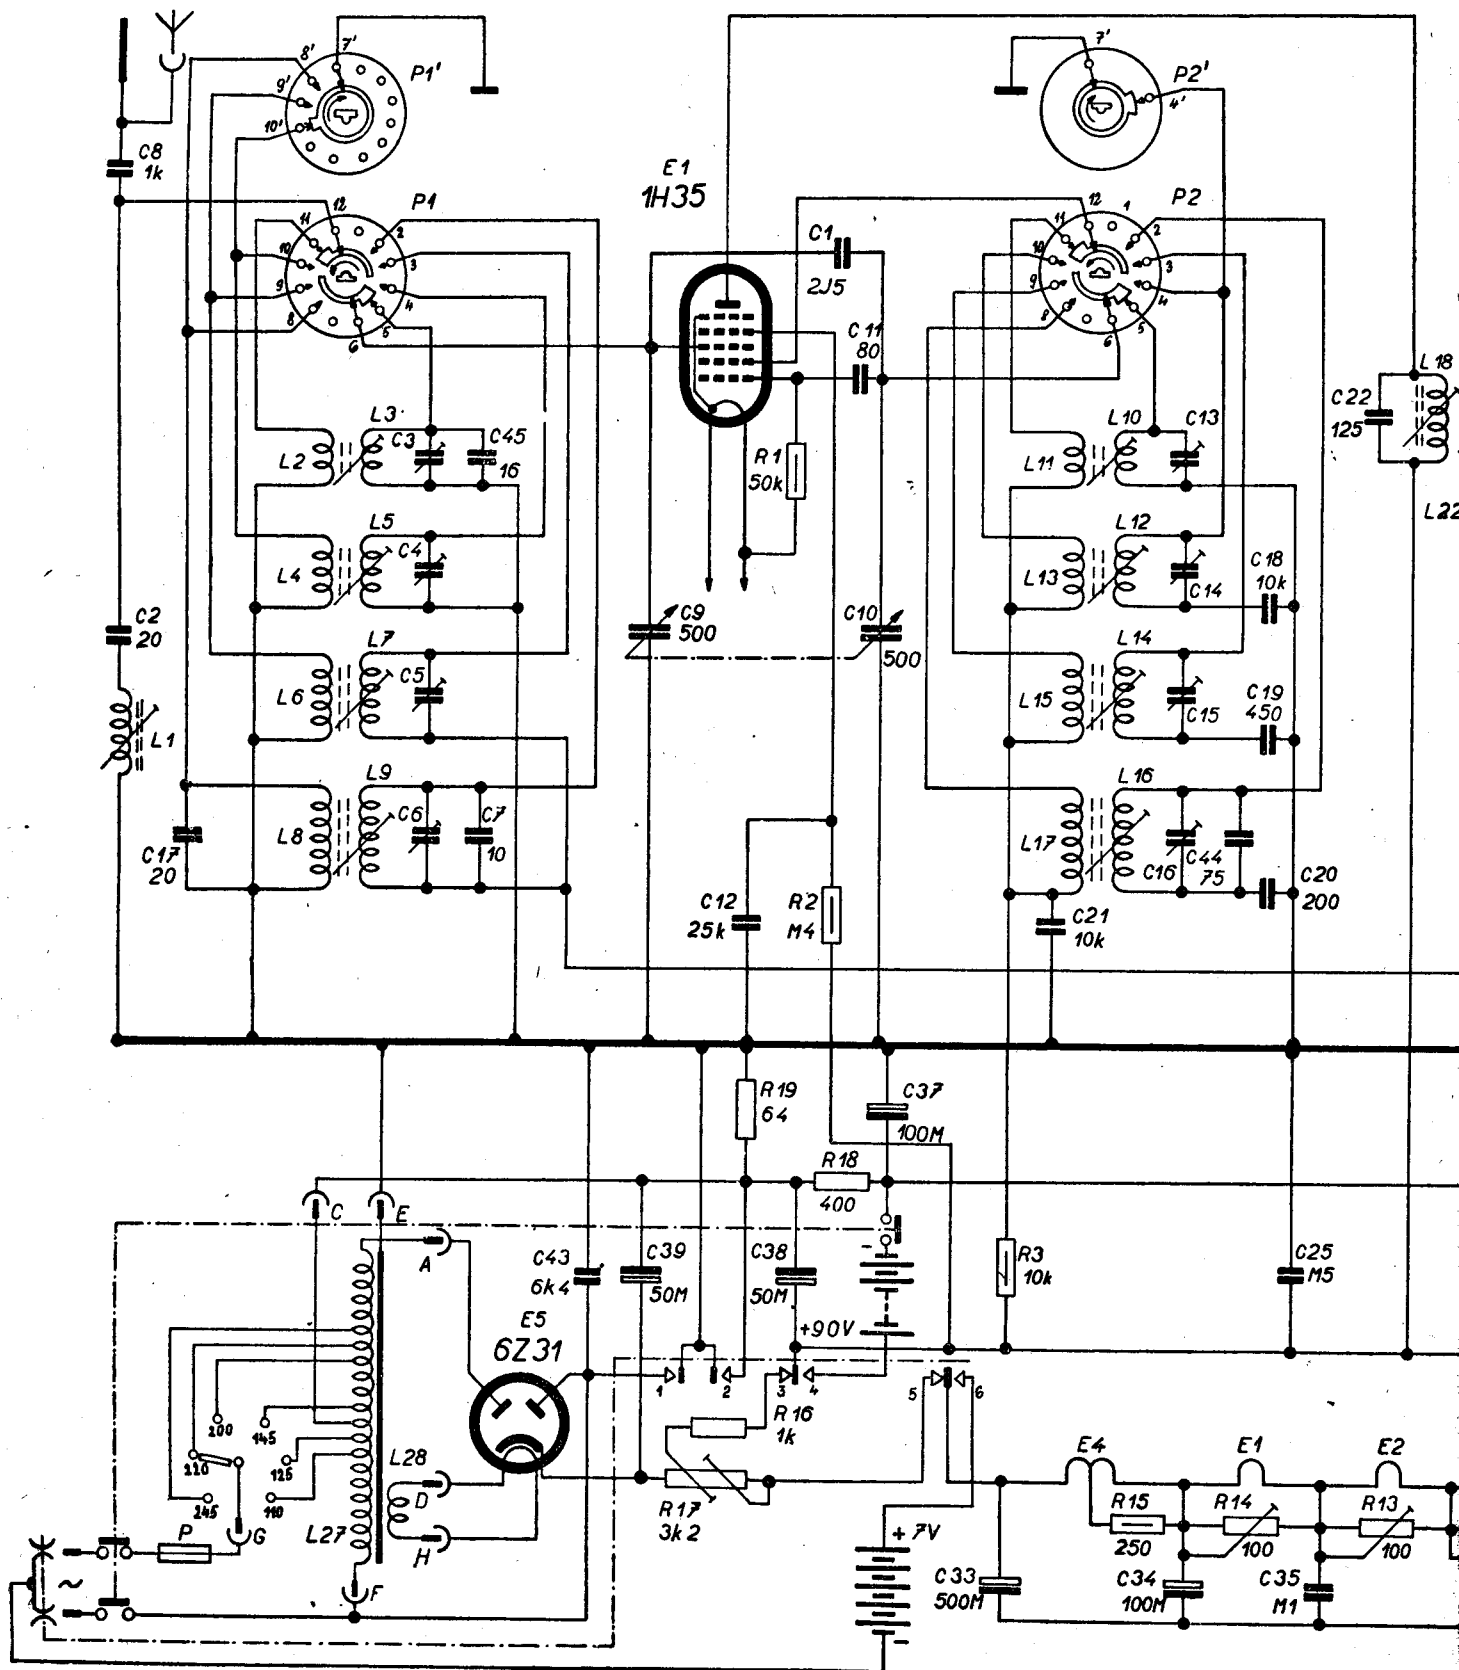 7'
8'
P1'
9'
10'
7'
P2'
4'
C8
1k
E1
1H35
12
P1
11
2
10
3
9
4
8
5
6
C1
2J5
C11
80
12
1
P2
11
2
10
3
9
4
8
5
6
L18
C22
125
L3
C3
C45
16
L2
R1
50k
L10
C13
L11
L22
L5
C4
L4
L12
C18
10k
L13
C14
C2
20
C9
500
C10
500
L7
C5
L6
L14
C19
450
L15
C15
L1
L9
C6
C7
10
L8
C17
20
L16
L17
C16
C44
75
C20
200
C12
25k
R2
M4
C21
10k
R19
64
C37
100M
R18
400
C
E
A
C43
6k4
C39
50M
C38
50M
R3
10k
C25
M5
E5
6Z31
+90V
1
2
3
4
5
6
200
145
220
125
245
110
R16
1k
L28
D
H
L27
R17
3k2
E4
E1
E2
P
G
~
F
+7V
-
-
R15
250
R14
100
R13
100
C33
500M
C34
100M
C35
M1